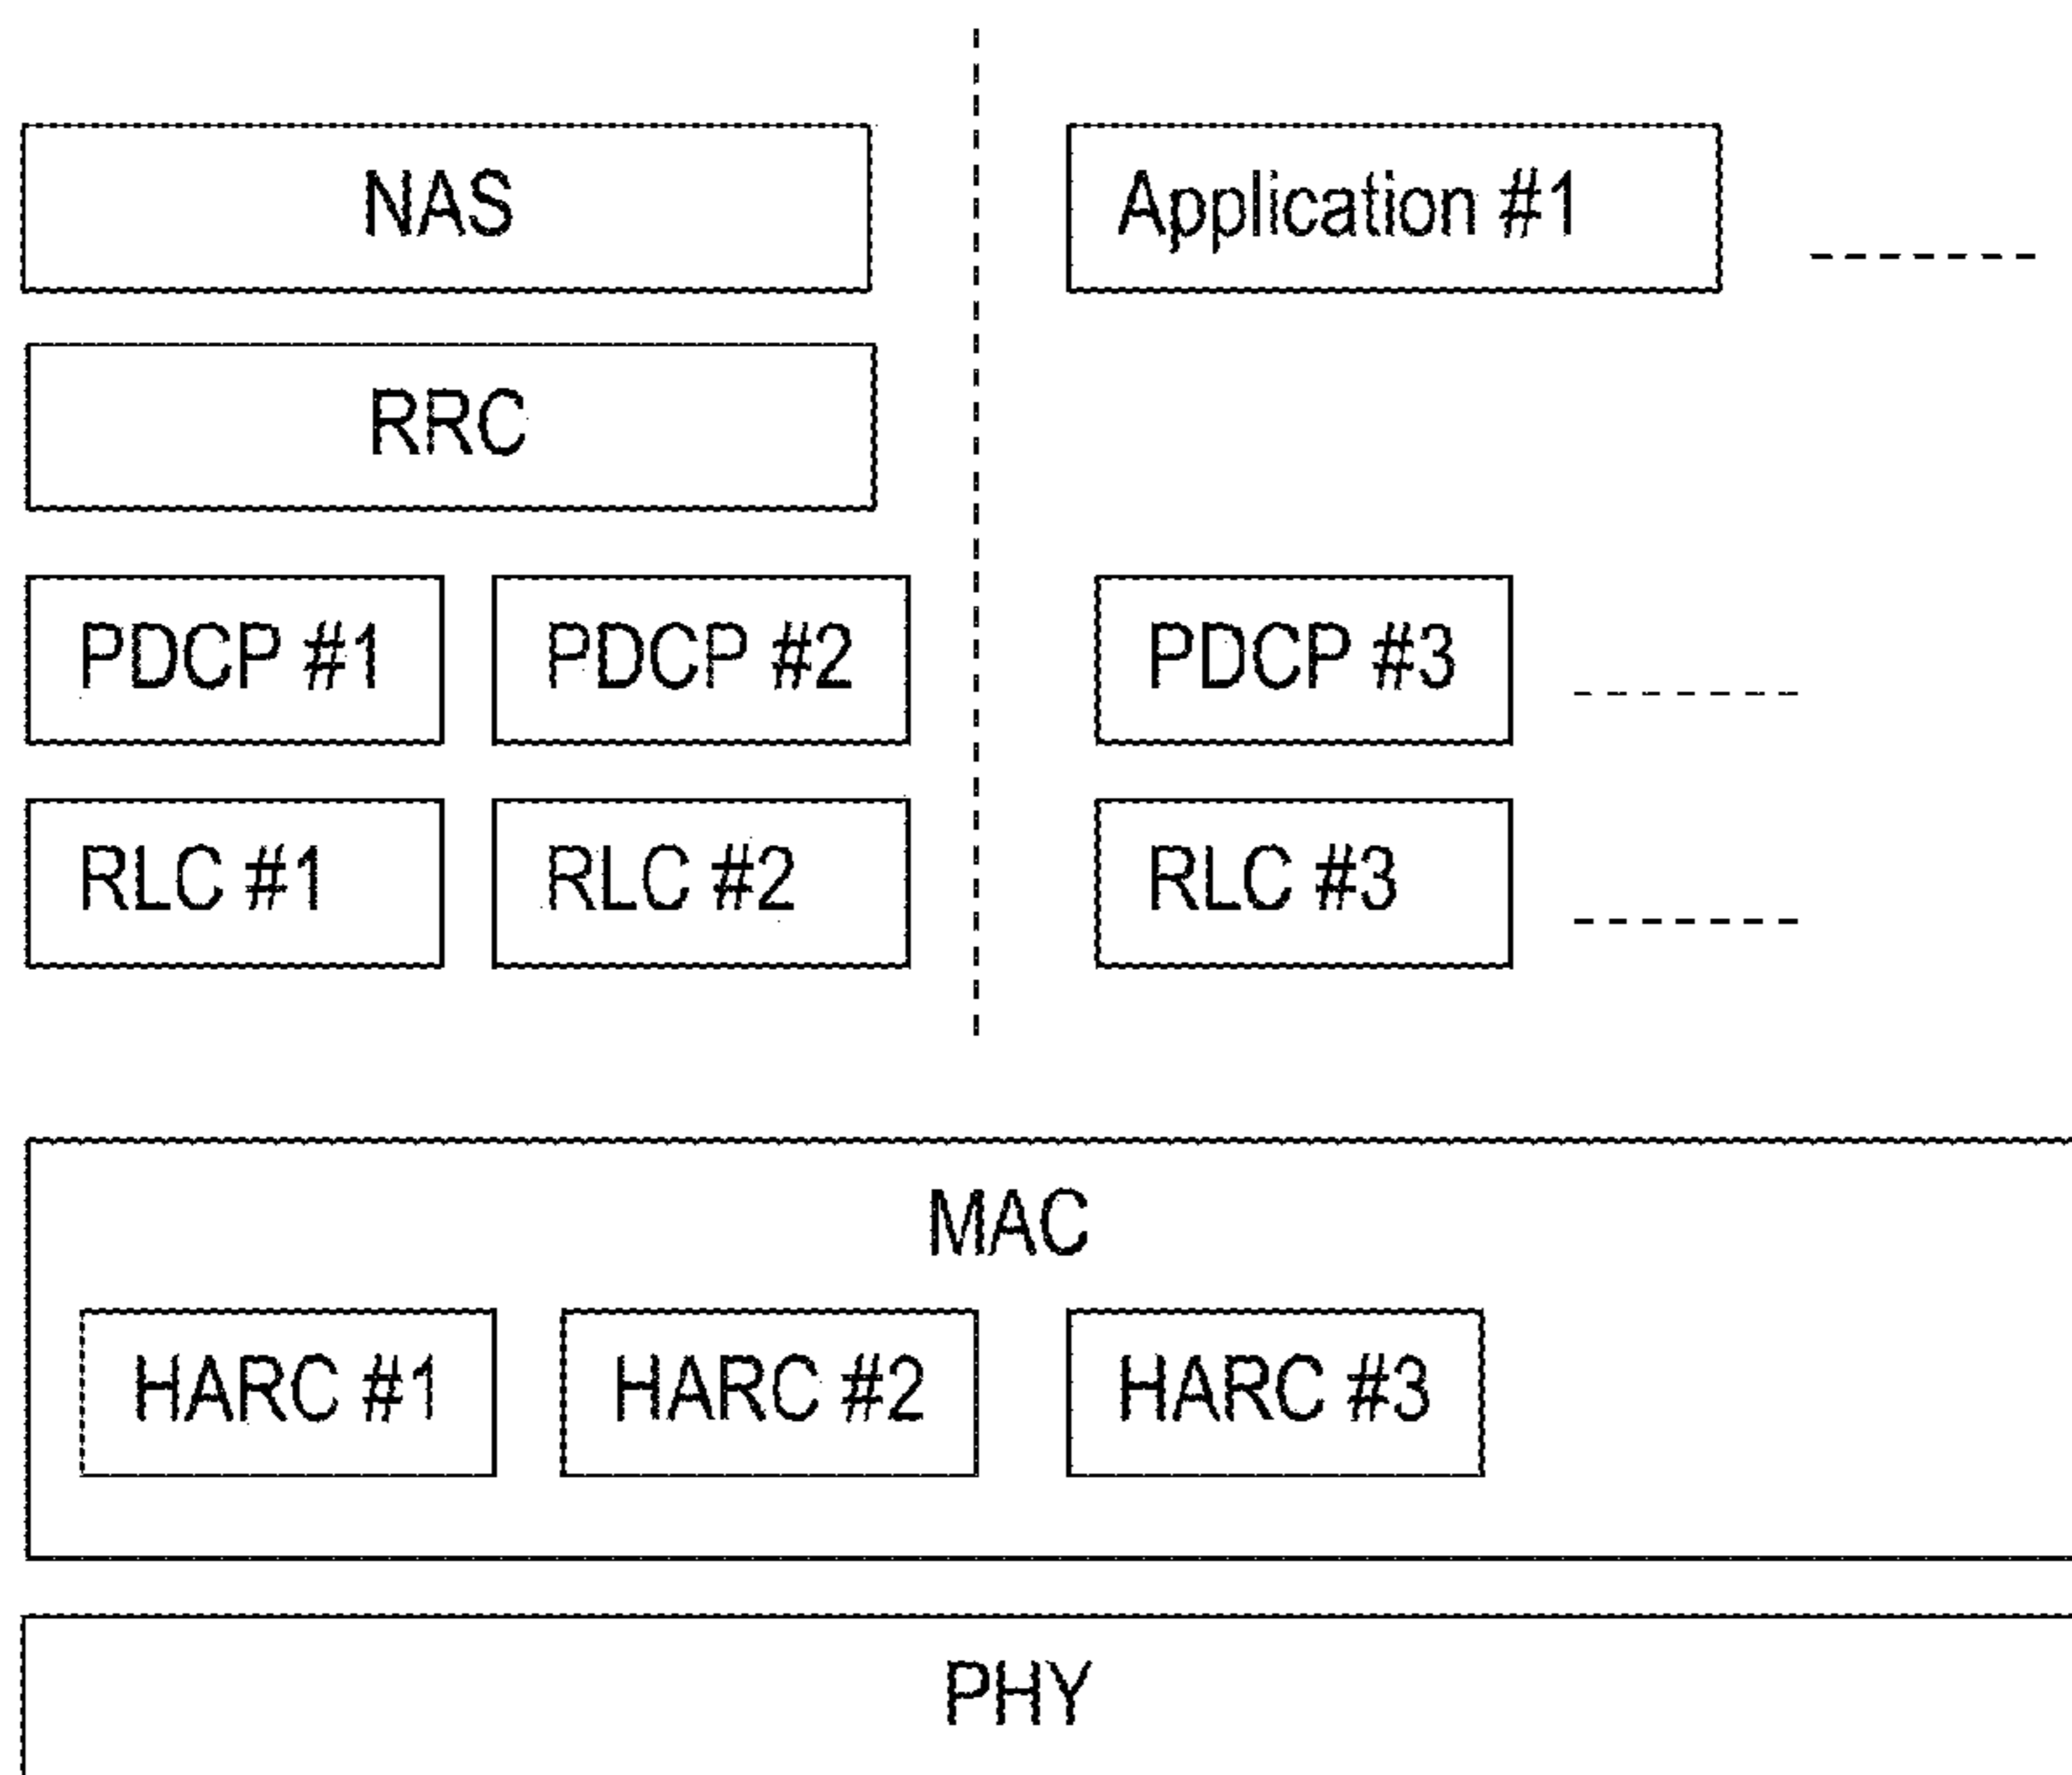 NAS
Application #1
RRC
PDCP #1
PDCP #2
PDCP #3
RLC #1
RLC #2
RLC #3
MAC
HARC #1
HARC #2
HARC #3
PHY